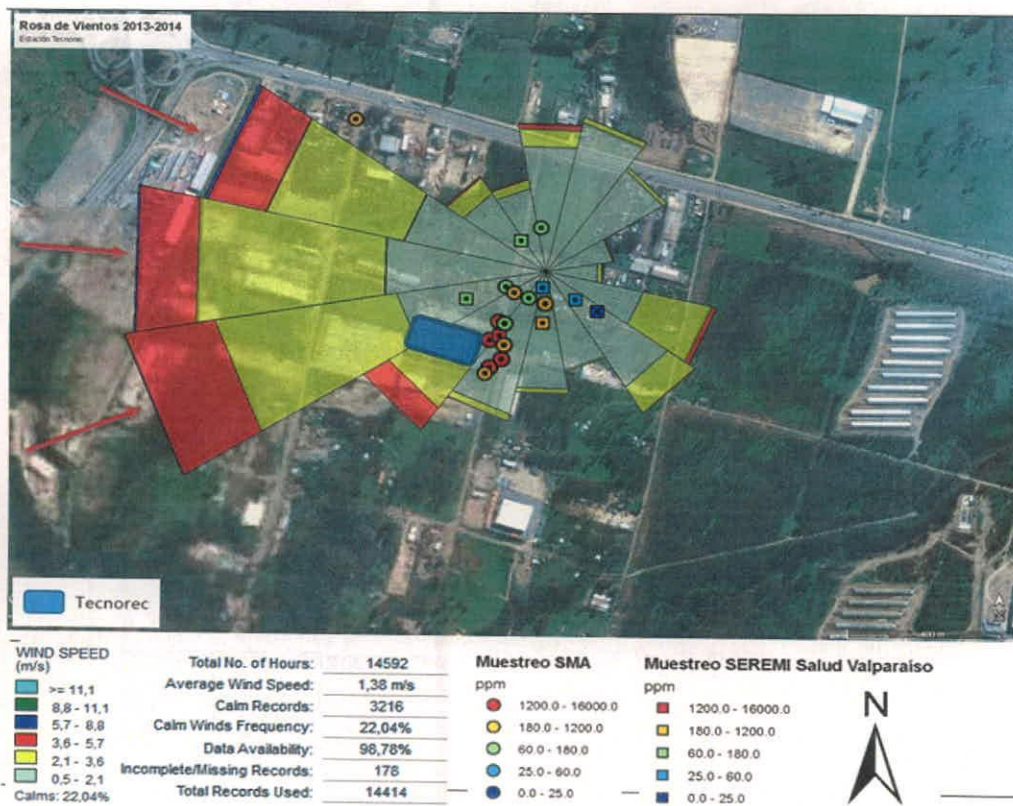 Rosa de Vientos 2013-2014
Estación Tecnorec
Tecnorec
400 m
WIND SPEED
(m/s)
>= 11,1
8,8 - 11,1
5,7 - 8,8
3,6 - 5,7
2,1 - 3,6
0,5 - 2,1
Calms: 22,04%
Total No. of Hours: 14592
Average Wind Speed: 1,38 m/s
Calm Records: 3216
Calm Winds Frequency: 22,04%
Data Availability: 98,78%
Incomplete/Missing Records: 178
Total Records Used: 14414
Muestreo SMA
ppm
1200.0 - 16000.0
180.0 - 1200.0
60.0 - 180.0
25.0 - 60.0
0.0 - 25.0
Muestreo SEREMI Salud Valparaiso
ppm
1200.0 - 16000.0
180.0 - 1200.0
60.0 - 180.0
25.0 - 60.0
0.0 - 25.0
N